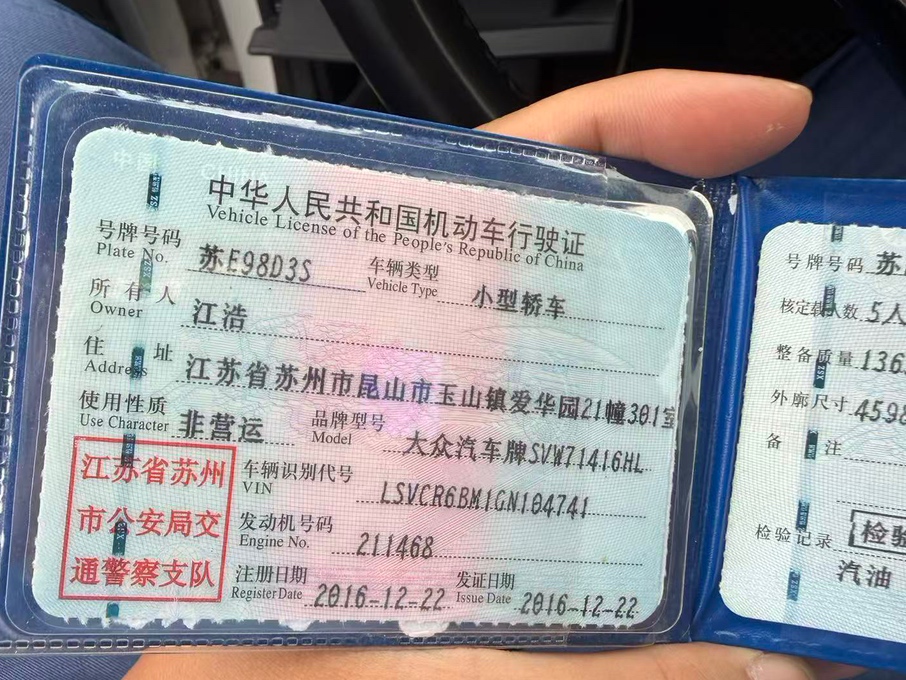 中华人民共和国机动车行驶证
Vehicle License of the People's Republic of China
号牌号码 苏E98D3S 车辆类型 小型轿车
Plate No. Vehicle Type
所有人 江浩
Owner
住址 江苏省苏州市昆山市玉山镇爱华园21幢301室
Address
使用性质 非营运 品牌型号 大众汽车牌SVW71416HL
Use Character Model
江苏省苏州
市公安局交
通警察支队
车辆识别代号 LSVCR6BM1GN104741
VIN
发动机号码 211468
Engine No.
注册日期 2016-12-22 发证日期 2016-12-22
Register Date Issue Date
号牌号码 苏
核定载人数 5人
整备质量 136
外廓尺寸 4598
备注
检验记录 检验
汽油